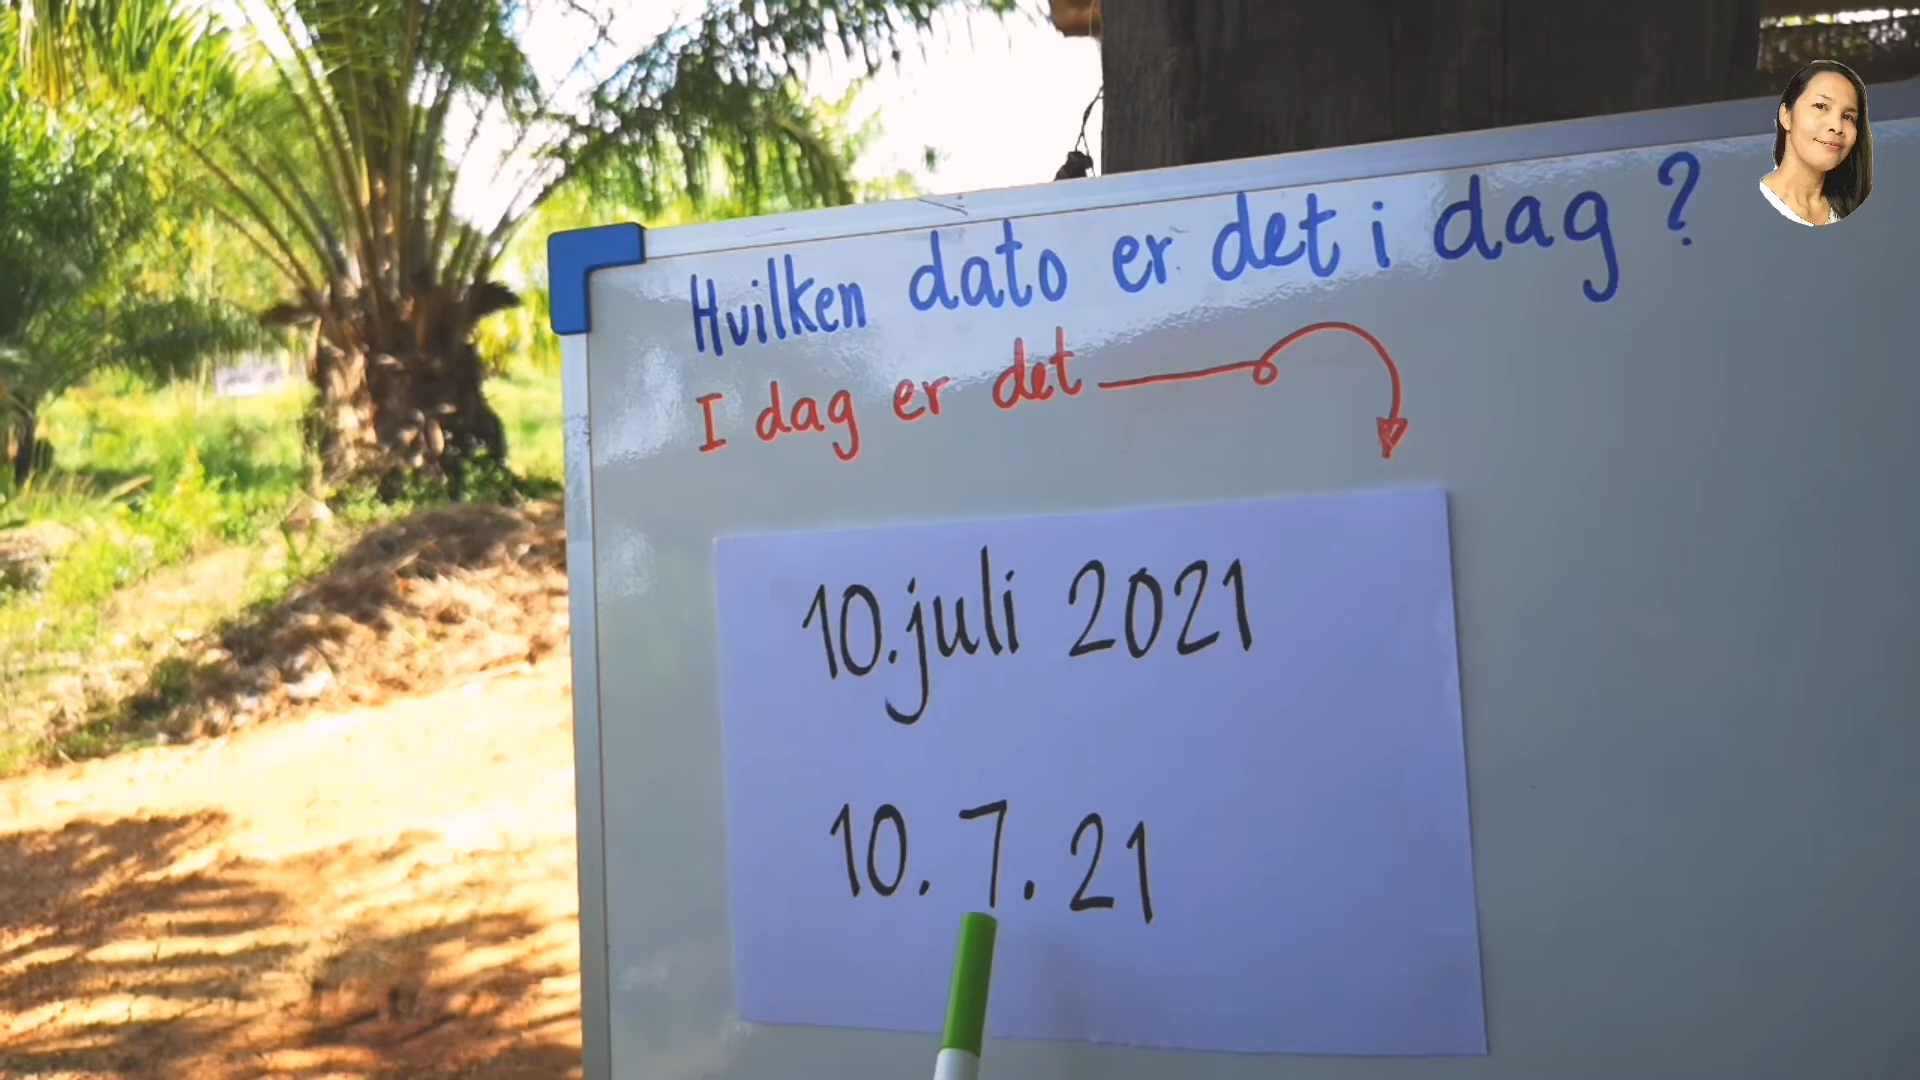 Hvilken dato er det i dag ?
I dag er det
10. juli 2021
10. 7. 21